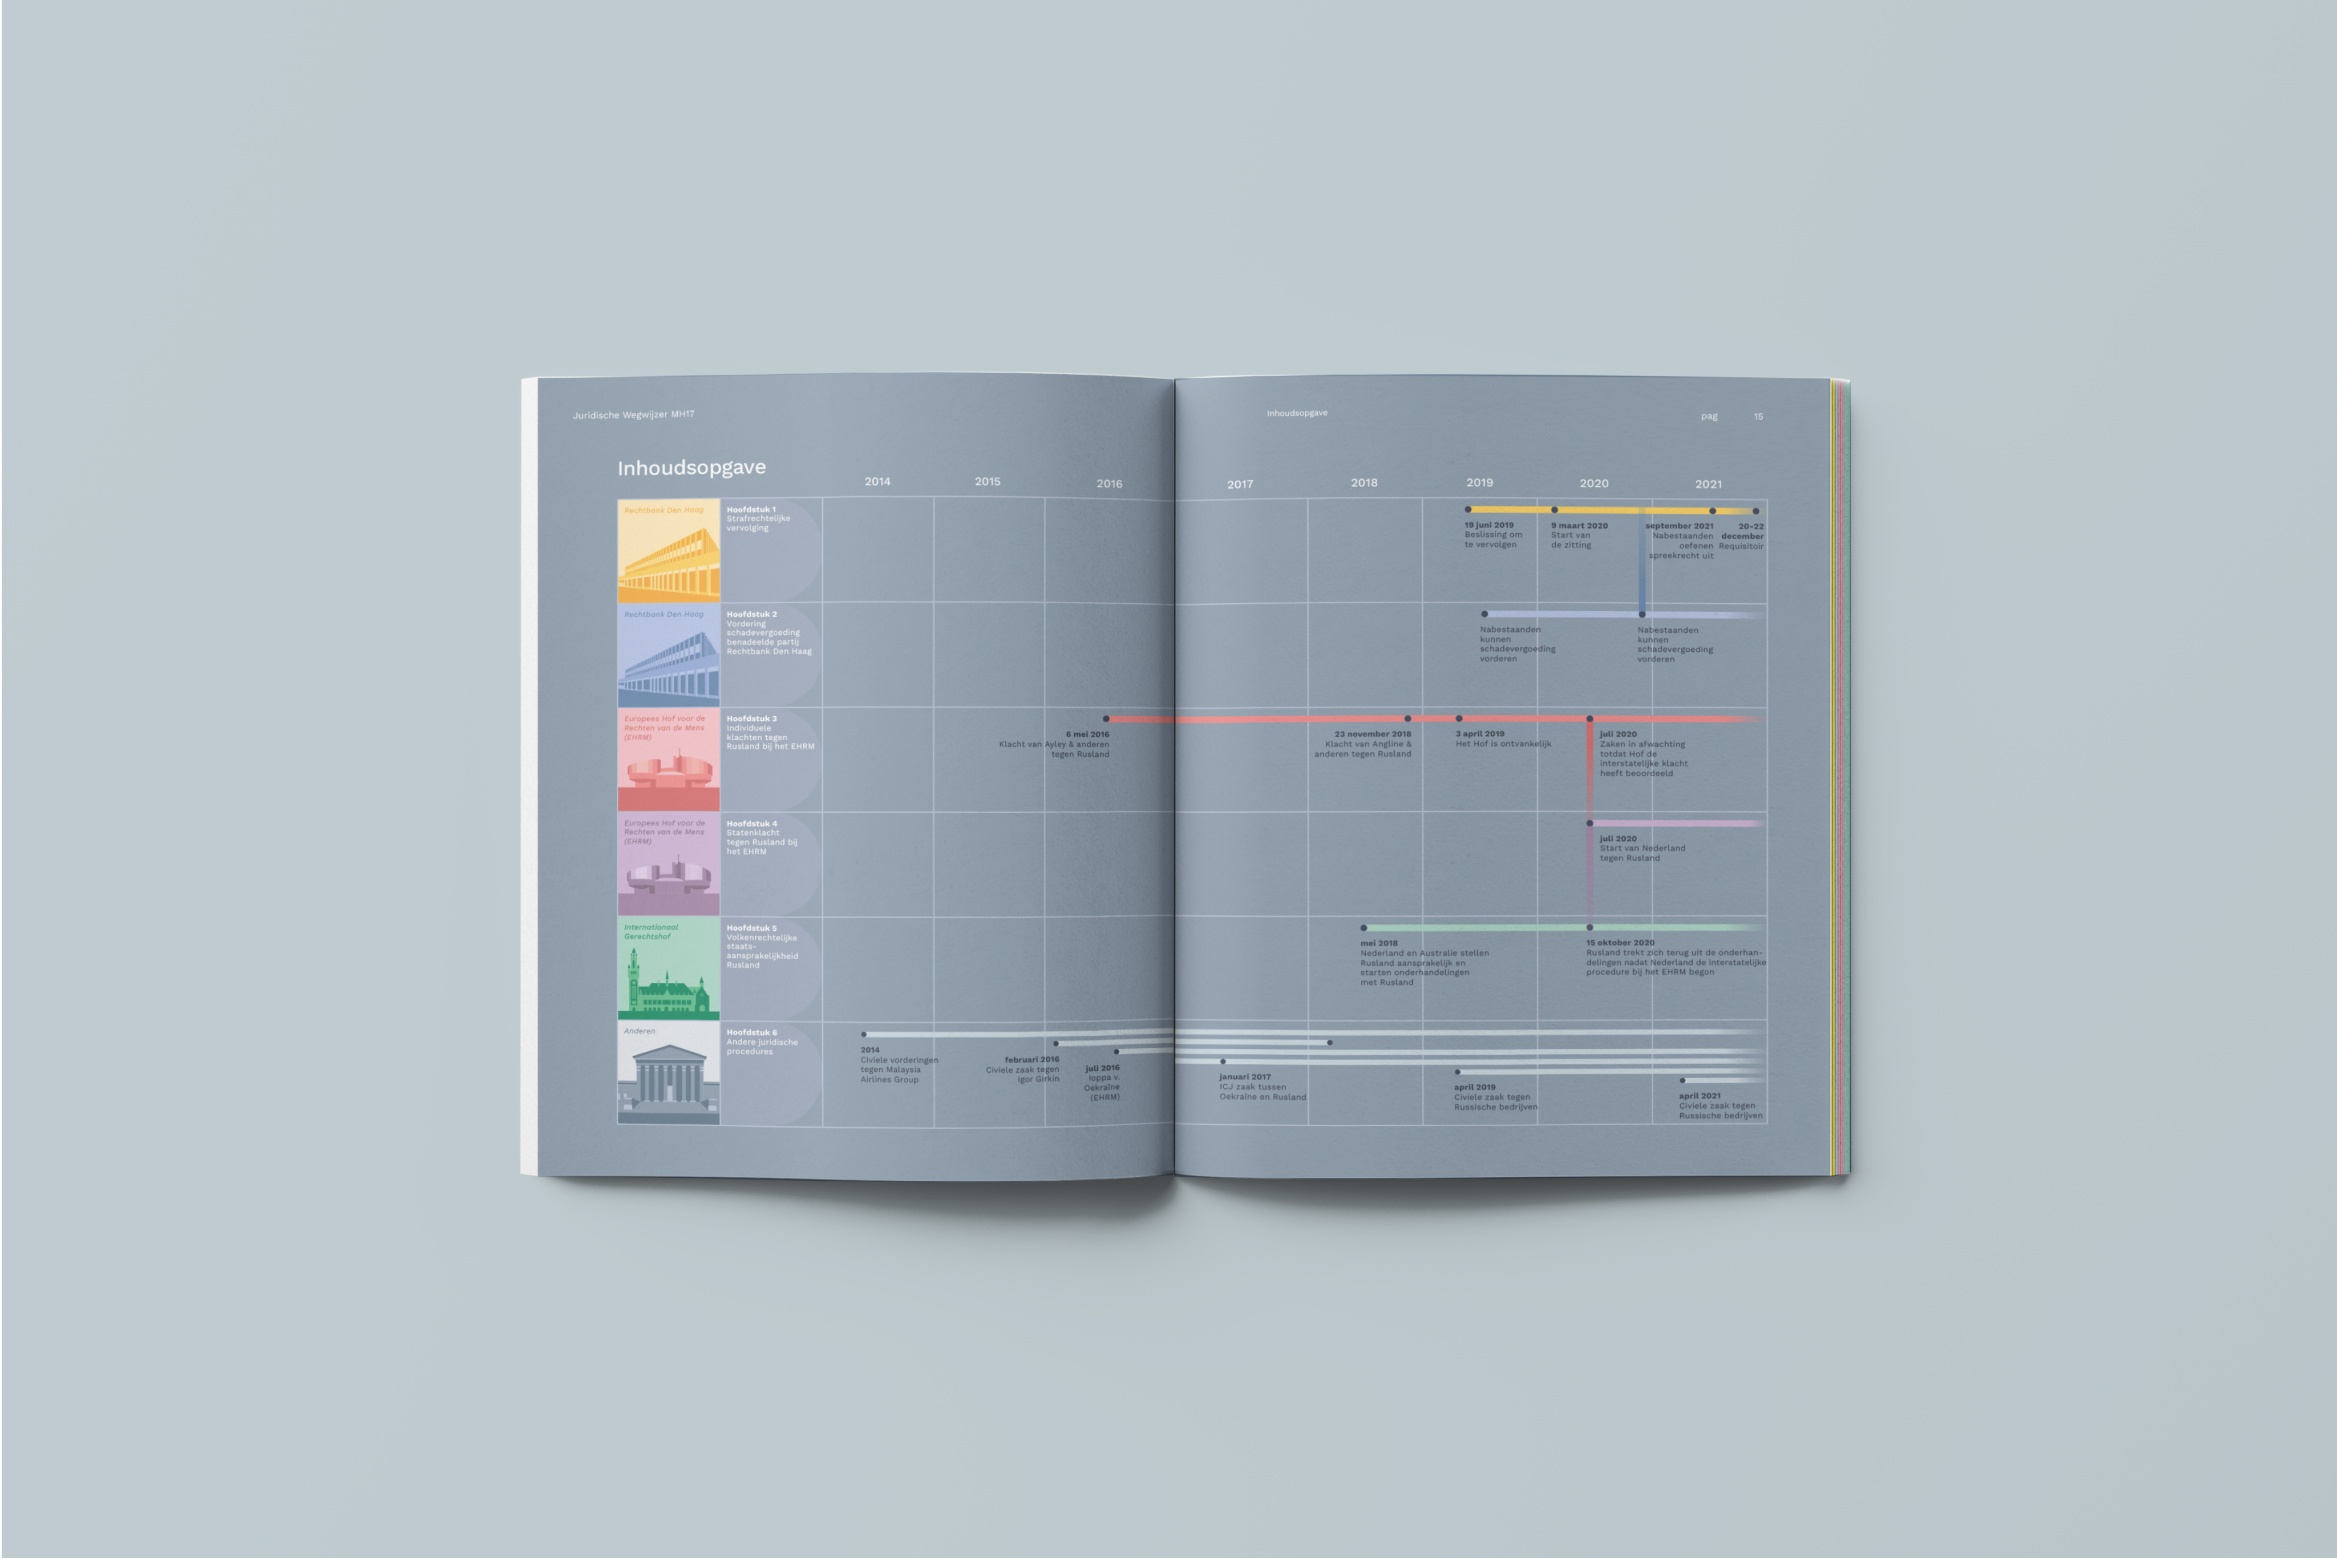 Juridische Wegwijzer MH17
Inhoudsopgave
pag 15
Inhoudsopgave
2014 2015 2016 2017 2018 2019 2020 2021
Rechtbank Den Haag
Hoofdstuk 1
Strafrechtelijke
vervolging
19 juni 2019
Beslissing om
te vervolgen
9 maart 2020
Start van
de zitting
september 2021
Nabestaanden
oefenen
spreekrecht uit
20-22
december
Requisitoir
Rechtbank Den Haag
Hoofdstuk 2
Vordering
schadevergoeding
benadeelde partij
Rechtbank Den Haag
Nabestaanden
kunnen
schadevergoeding
vorderen
Nabestaanden
kunnen
schadevergoeding
vorderen
Europees Hof voor de
Rechten van de Mens
(EHRM)
Hoofdstuk 3
Individuele
klachten tegen
Rusland bij het EHRM
6 mei 2016
Klacht van Ayley & anderen
tegen Rusland
23 november 2018
Klacht van Angline &
anderen tegen Rusland
3 april 2019
Het Hof is ontvankelijk
juli 2020
Zaken in afwachting
totdat Hof de
interstatelijke klacht
heeft beoordeeld
Europees Hof voor de
Rechten van de Mens
(EHRM)
Hoofdstuk 4
Statenklacht
tegen Rusland bij
het EHRM
juli 2020
Start van Nederland
tegen Rusland
Internationaal
Gerechtshof
Hoofdstuk 5
Volkenrechtelijke
staats-
aansprakelijkheid
Rusland
mei 2018
Nederland en Australie stellen
Rusland aansprakelijk en
starten onderhandelingen
met Rusland
15 oktober 2020
Rusland trekt zich terug uit de onderhan-
delingen nadat Nederland de interstatelijke
procedure bij het EHRM begon
Anderen
Hoofdstuk 6
Andere juridische
procedures
2014
Civiele vorderingen
tegen Malaysia
Airlines Group
februari 2016
Civiele zaak tegen
Igor Girkin
juli 2016
Ioppa v.
Oekraïne
(EHRM)
januari 2017
ICJ zaak tussen
Oekraïne en Rusland
april 2019
Civiele zaak tegen
Russische bedrijven
april 2021
Civiele zaak tegen
Russische bedrijven